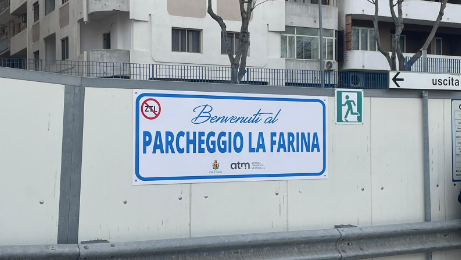 uscita
ZTL
Benvenuti al
PARCHEGGIO LA FARINA
atm